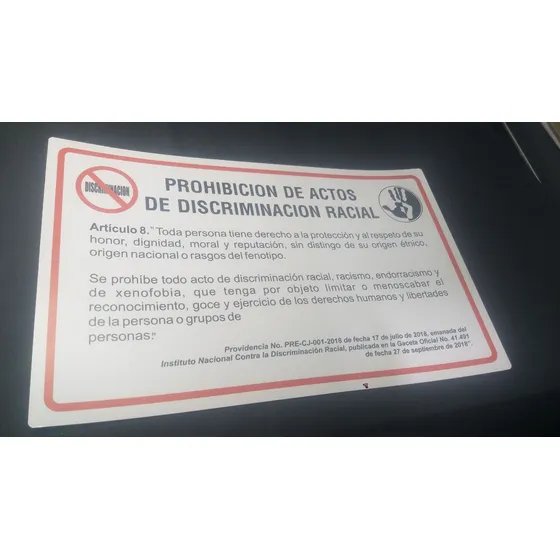 DISCRIMINACION
PROHIBICION DE ACTOS
DE DISCRIMINACION RACIAL
Artículo 8. "Toda persona tiene derecho a la protección y al respeto de su
honor, dignidad, moral y reputación, sin distingo de su origen étnico,
origen nacional o rasgos del fenotipo.
Se prohibe todo acto de discriminación racial, racismo, endorracismo y
de xenofobia, que tenga por objeto limitar o menoscabar el
reconocimiento, goce y ejercicio de los derechos humanos y libertades
de la persona o grupos de
personas."
Providencia No. PRE-CJ-001-2018 de fecha 17 de julio de 2018, emanada del
Instituto Nacional Contra la Discriminación Racial, publicada en la Gaceta Oficial No. 41.491
de fecha 27 de septiembre de 2018"